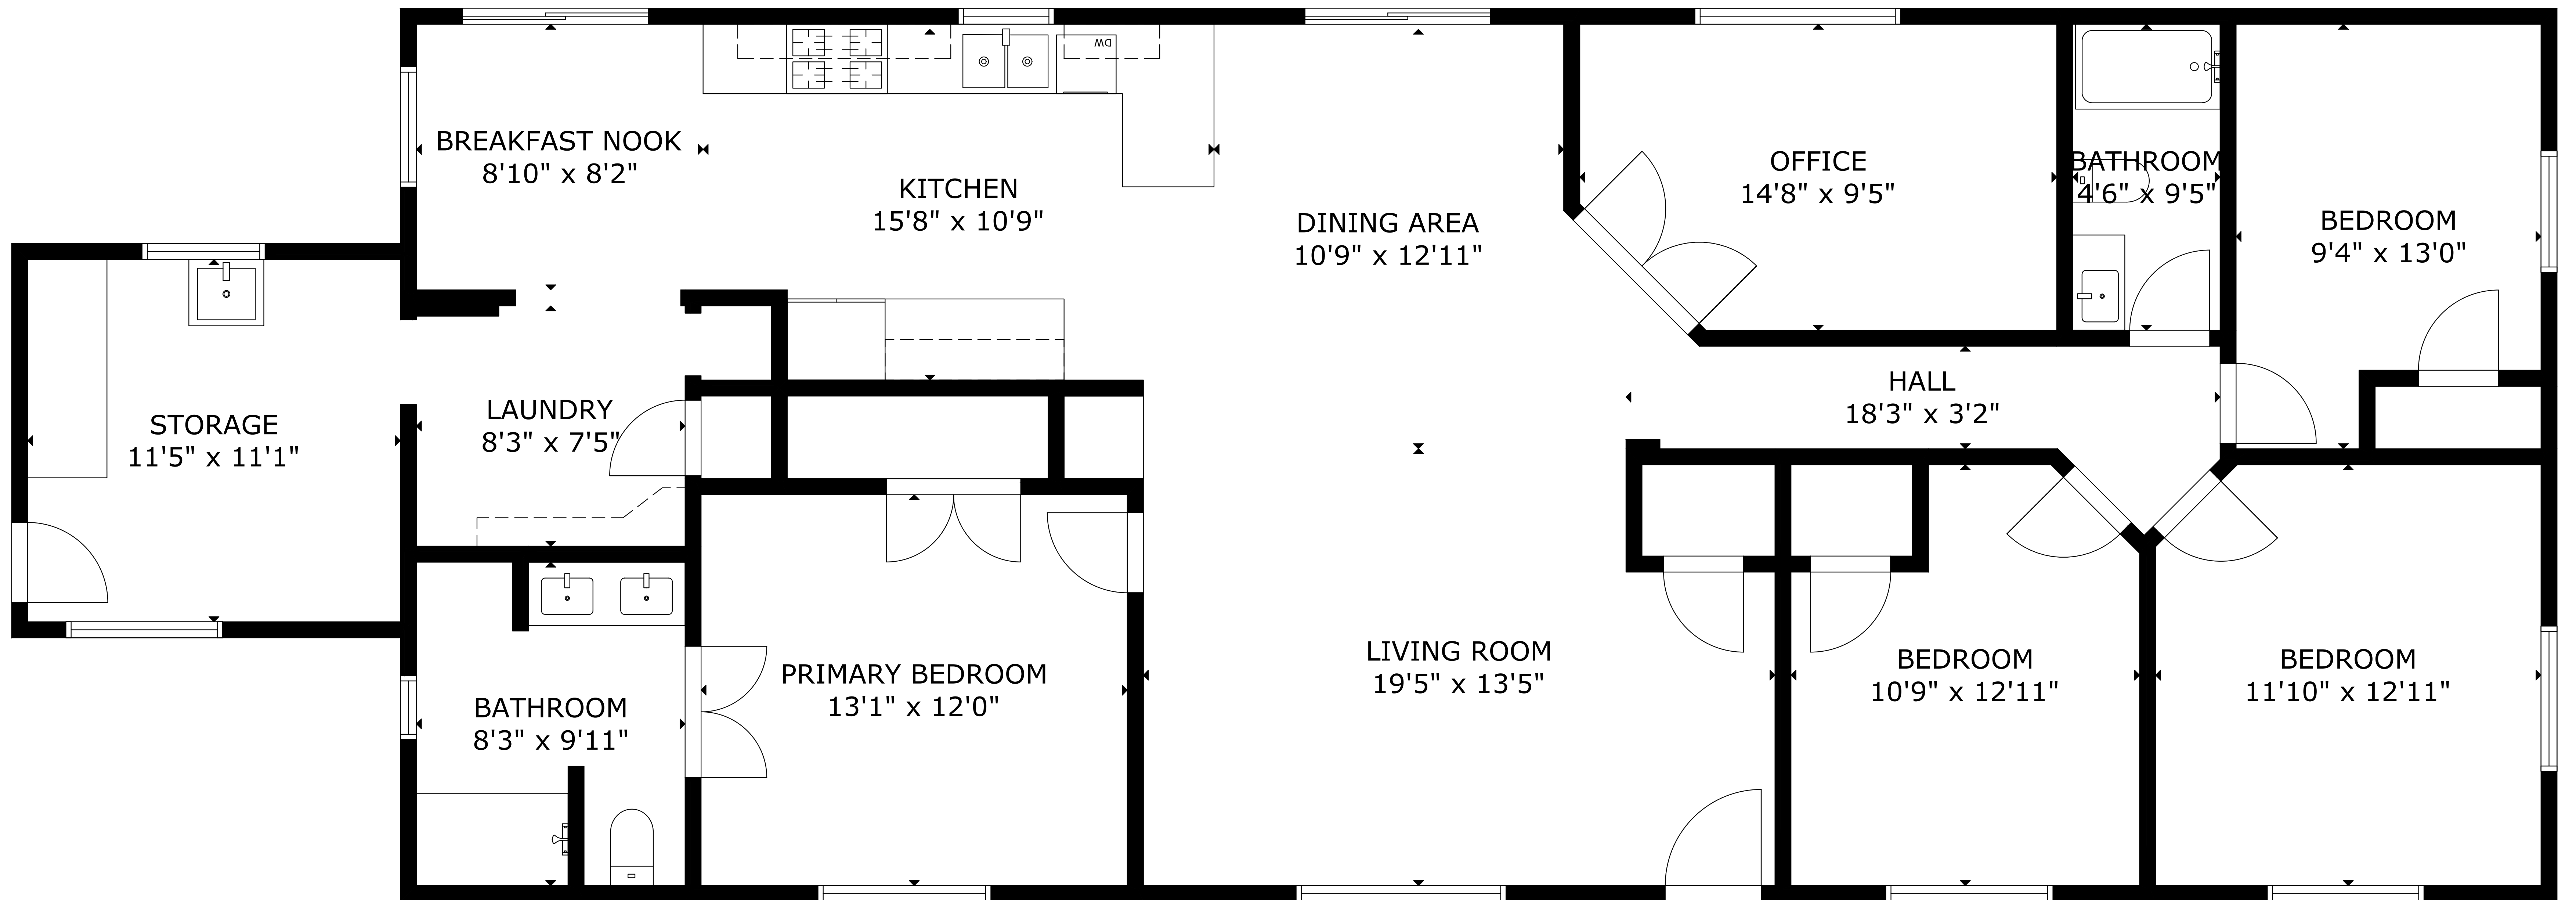 DW
BREAKFAST NOOK
8'10" x 8'2"
KITCHEN
15'8" x 10'9"
DINING AREA
10'9" x 12'11"
OFFICE
14'8" x 9'5"
BATHROOM
4'6" x 9'5"
BEDROOM
9'4" x 13'0"
STORAGE
11'5" x 11'1"
LAUNDRY
8'3" x 7'5"
HALL
18'3" x 3'2"
BATHROOM
8'3" x 9'11"
PRIMARY BEDROOM
13'1" x 12'0"
LIVING ROOM
19'5" x 13'5"
BEDROOM
10'9" x 12'11"
BEDROOM
11'10" x 12'11"